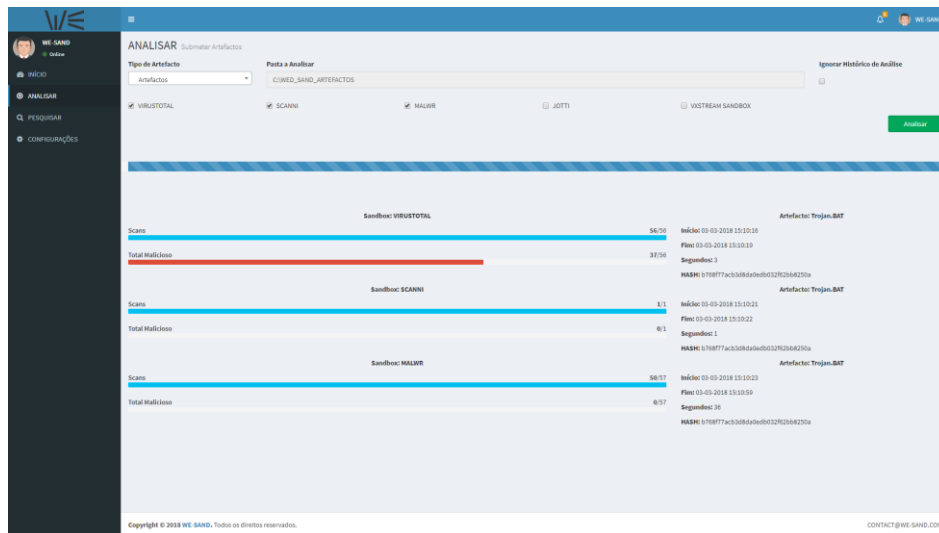 WE
WE-SAND
WE-SAND
Online
ANALISAR Submeter Artefactos
Tipo de Artefacto
Pasta a Analisar
Ignorar Histórico de Análise
Artefactos
C:\WED_SAND_ARTEFACTOS
INÍCIO
ANALISAR
PESQUISAR
CONFIGURAÇÕES
VIRUSTOTAL
SCANNI
MALWR
JOTTI
VXSTREAM SANDBOX
Analisar
Sandbox: VIRUSTOTAL
Artefacto: Trojan.BAT
Scans
56/56
Início: 03-03-2018 15:10:16
Fim: 03-03-2018 15:10:19
Total Malicioso
37/56
Segundos: 3
HASH: b768f77acb3d8da0edb032f62bb8250a
Sandbox: SCANNI
Artefacto: Trojan.BAT
Scans
1/1
Início: 03-03-2018 15:10:21
Fim: 03-03-2018 15:10:22
Total Malicioso
0/1
Segundos: 1
HASH: b768f77acb3d8da0edb032f62bb8250a
Sandbox: MALWR
Artefacto: Trojan.BAT
Scans
50/57
Início: 03-03-2018 15:10:23
Fim: 03-03-2018 15:10:59
Total Malicioso
0/57
Segundos: 36
HASH: b768f77acb3d8da0edb032f62bb8250a
Copyright © 2018 WE-SAND. Todos os direitos reservados.
CONTACT@WE-SAND.CO